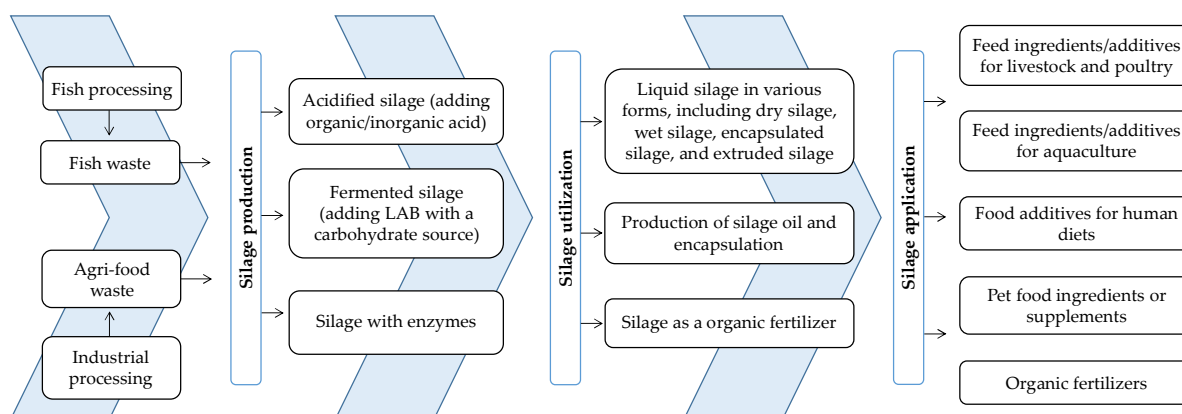 Fish processing
Fish waste
Agri-food
waste
Industrial
processing
Silage production
Acidified silage (adding
organic/inorganic acid)
Fermented silage
(adding LAB with a
carbohydrate source)
Silage with enzymes
Silage utilization
Liquid silage in various
forms, including dry silage,
wet silage, encapsulated
silage, and extruded silage
Production of silage oil and
encapsulation
Silage as a organic fertilizer
Silage application
Feed ingredients/additives
for livestock and poultry
Feed ingredients/additives
for aquaculture
Food additives for human
diets
Pet food ingredients or
supplements
Organic fertilizers